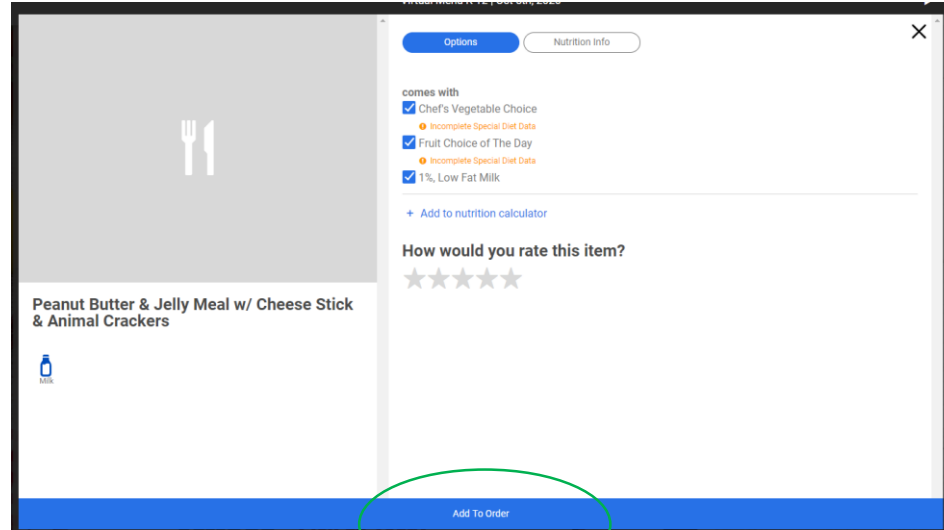 Options
Nutrition Info
comes with
Chef's Vegetable Choice
Incomplete Special Diet Data
Fruit Choice of The Day
Incomplete Special Diet Data
1%, Low Fat Milk
+ Add to nutrition calculator
How would you rate this item?
Peanut Butter & Jelly Meal w/ Cheese Stick
& Animal Crackers
Milk
Add To Order